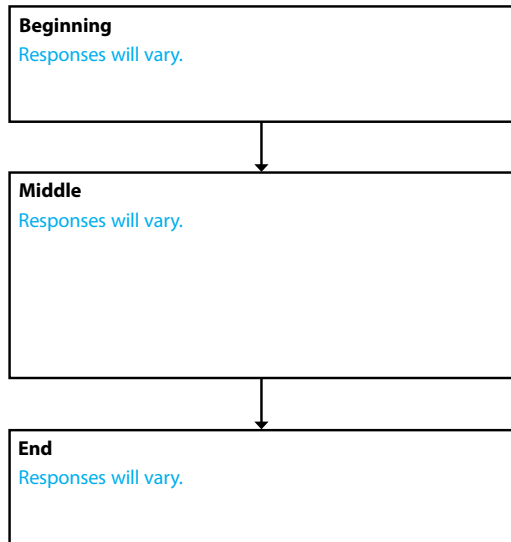 Beginning
Responses will vary.
Middle
Responses will vary.
End
Responses will vary.